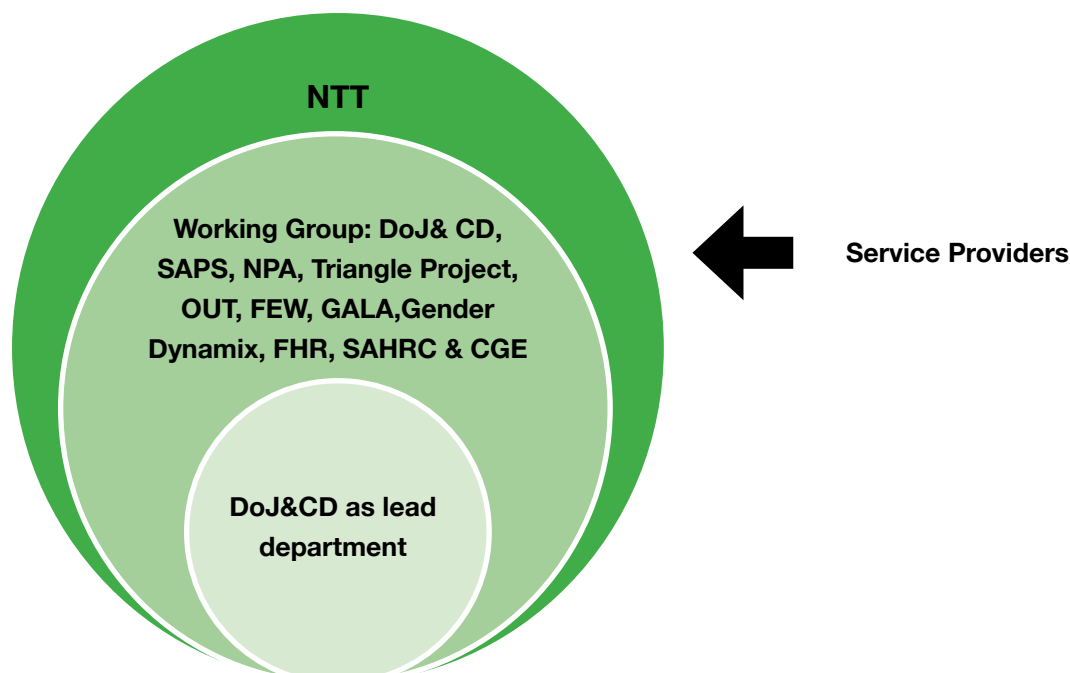 NTT
Working Group: DoJ& CD,
SAPS, NPA, Triangle Project,
OUT, FEW, GALA,Gender
Dynamix, FHR, SAHRC & CGE
Service Providers
DoJ&CD as lead
department